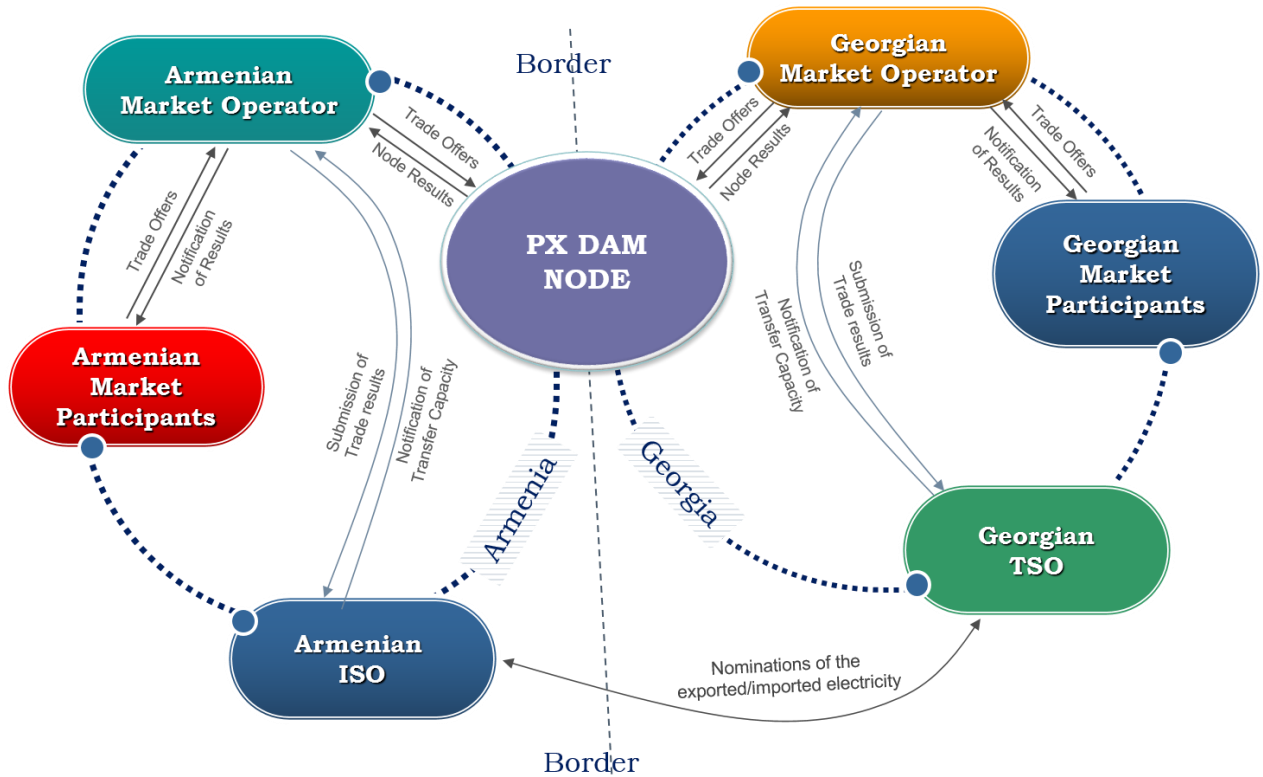 Border
Armenian
Market Operator
Georgian
Market Operator
Trade Offers
Node Results
Trade Offers
Node Results
Trade Offers
Notification
of Results
Trade Offers
Notification
of Results
PX DAM
NODE
Georgian
Market
Participants
Armenian
Market
Participants
Submission of
Trade results
Notification of
Transfer Capacity
Notification of
Transfer Capacity
Submission of
Trade results
Armenia
Georgia
Georgian
TSO
Armenian
ISO
Nominations of the
exported/imported electricity
Border